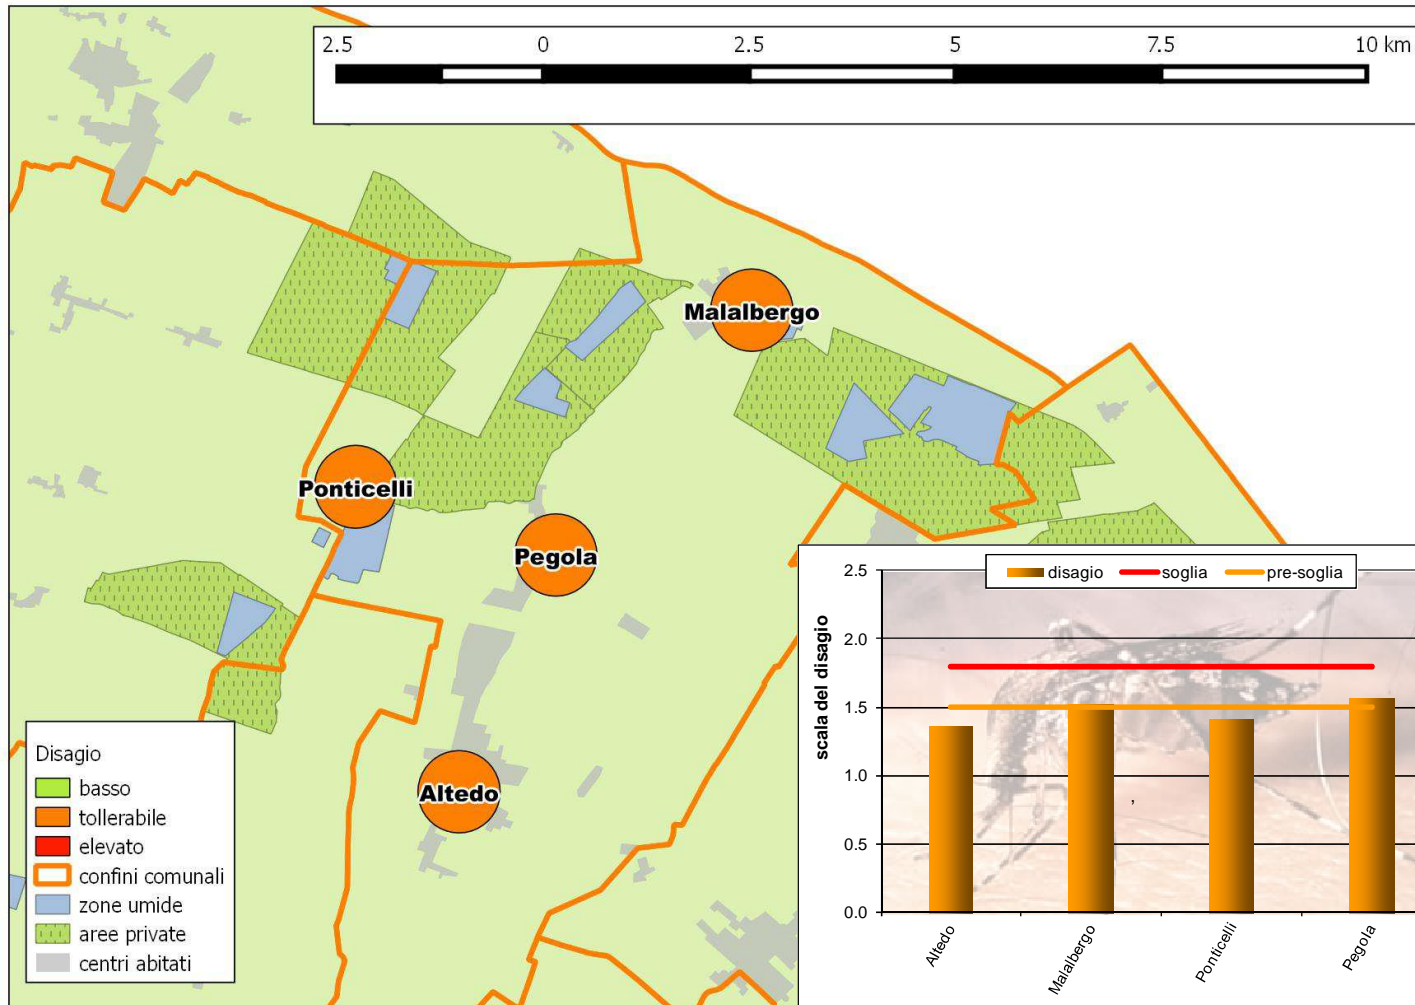 2.5 0 2.5 5 7.5 10 km
Malalbergo
Ponticelli
Pegola
Altedo
Disagio
basso
tollerabile
elevato
confini comunali
zone umide
aree private
centri abitati
disagio soglia pre-soglia
scala del disagio
2.5
2.0
1.5
1.0
0.5
0.0
,
Altedo
Malalbergo
Ponticelli
Pegola